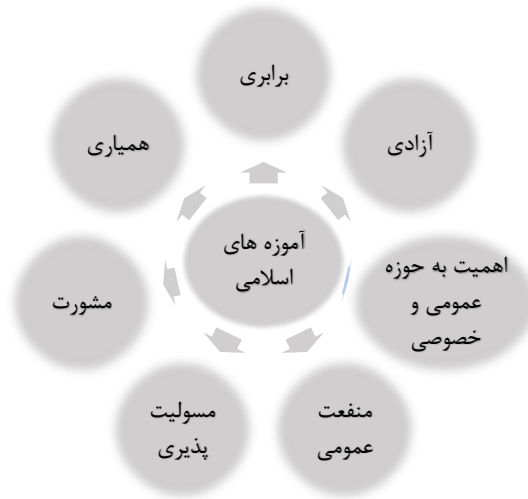 برابری
آزادی
اهمیت به حوزه
عمومی و
خصوصی
منفعت
عمومی
مسولیت
پذیری
مشورت
همیاری
آموزه های
اسلامی